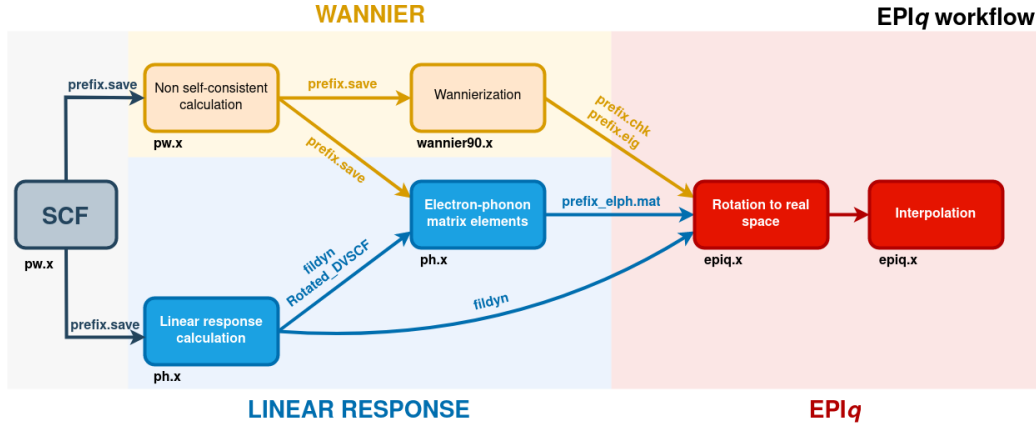 WANNIER
EPIq workflow
prefix.save
Non self-consistent
calculation
pw.x
prefix.save
Wannierization
wannier90.x
prefix.chk
prefix.eig
prefix.save
SCF
pw.x
Electron-phonon
matrix elements
ph.x
prefix_elph.mat
Rotation to real
space
epiq.x
Interpolation
epiq.x
fildyn
Rotated_DVSCF
prefix.save
Linear response
calculation
ph.x
fildyn
LINEAR RESPONSE
EPIq